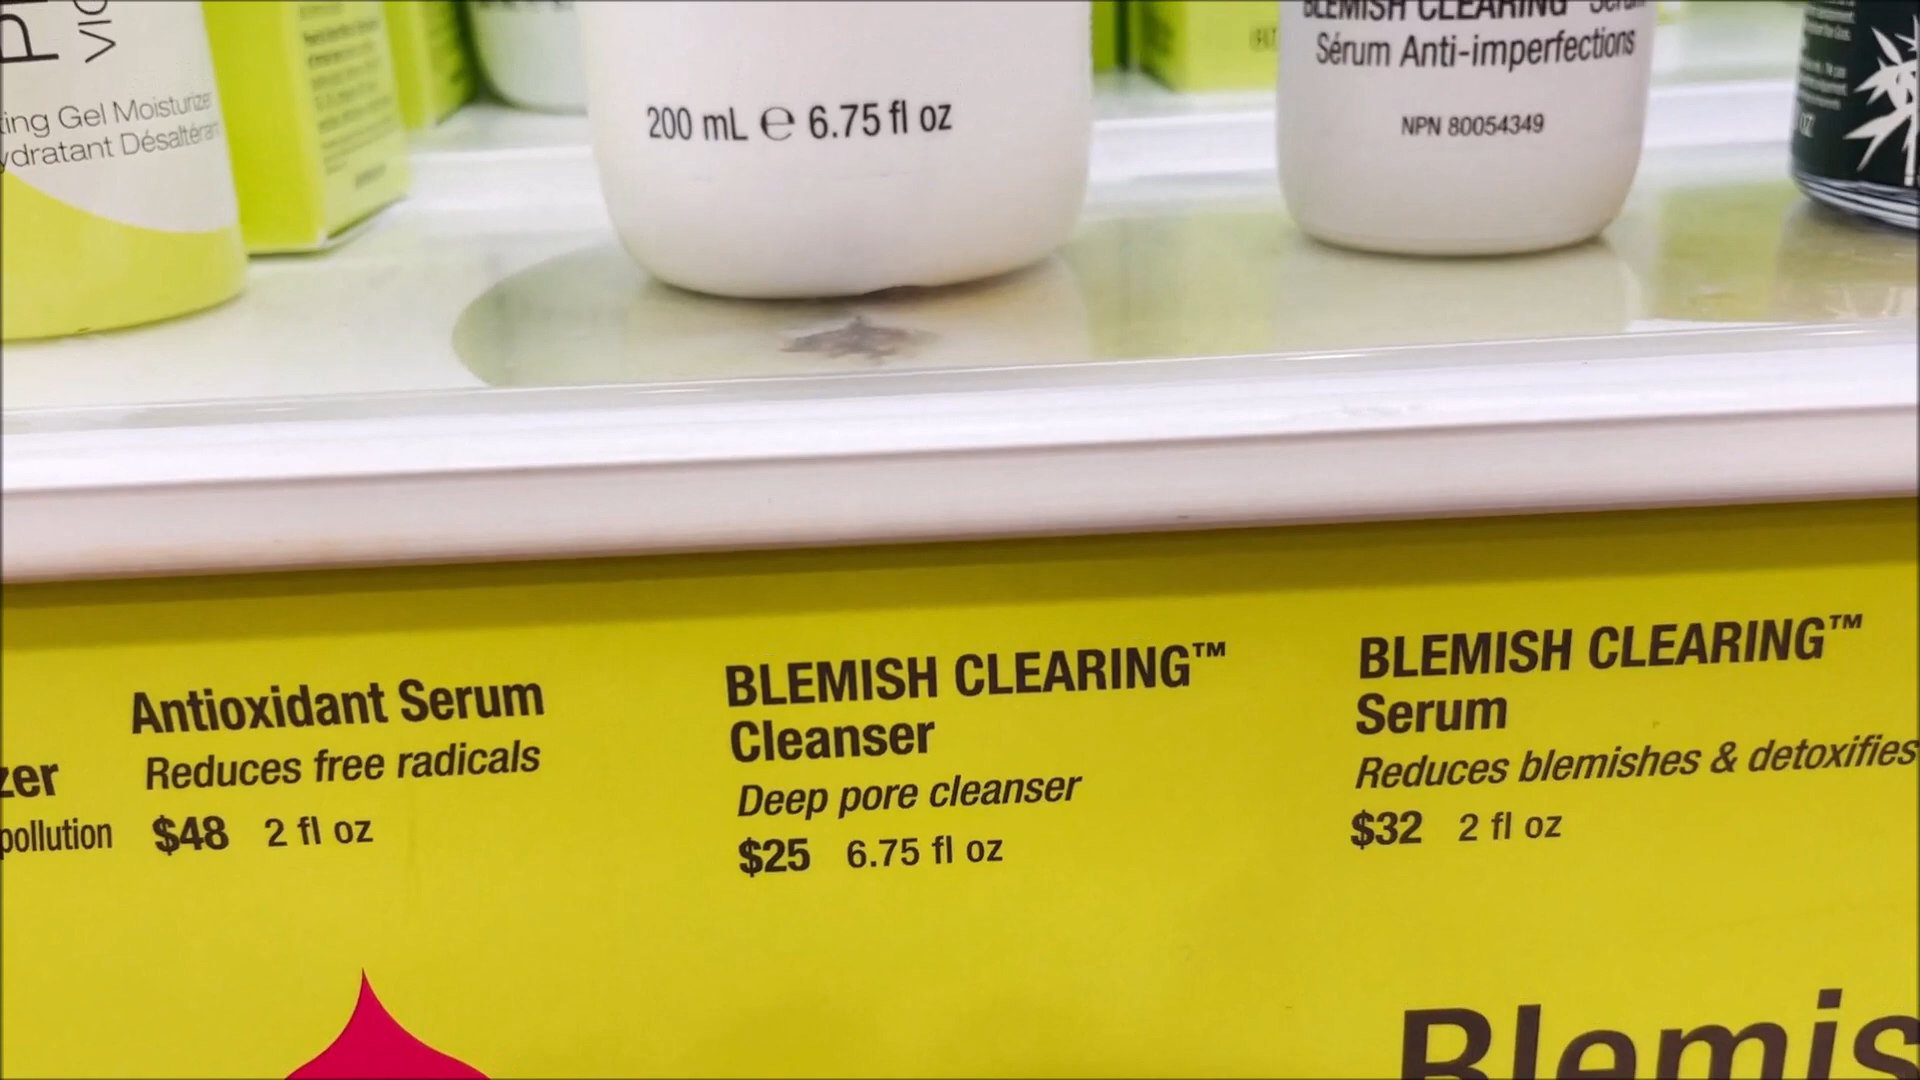 ing Gel Moisturizer
ydratant Désaltérant
200 mL ℮ 6.75 fl oz
BLEMISH CLEARING™ Serum
Sérum Anti-imperfections
NPN 80054349
zer
pollution
Antioxidant Serum
Reduces free radicals
$48 2 fl oz
BLEMISH CLEARING™
Cleanser
Deep pore cleanser
$25 6.75 fl oz
BLEMISH CLEARING™
Serum
Reduces blemishes & detoxifies
$32 2 fl oz
Blemis